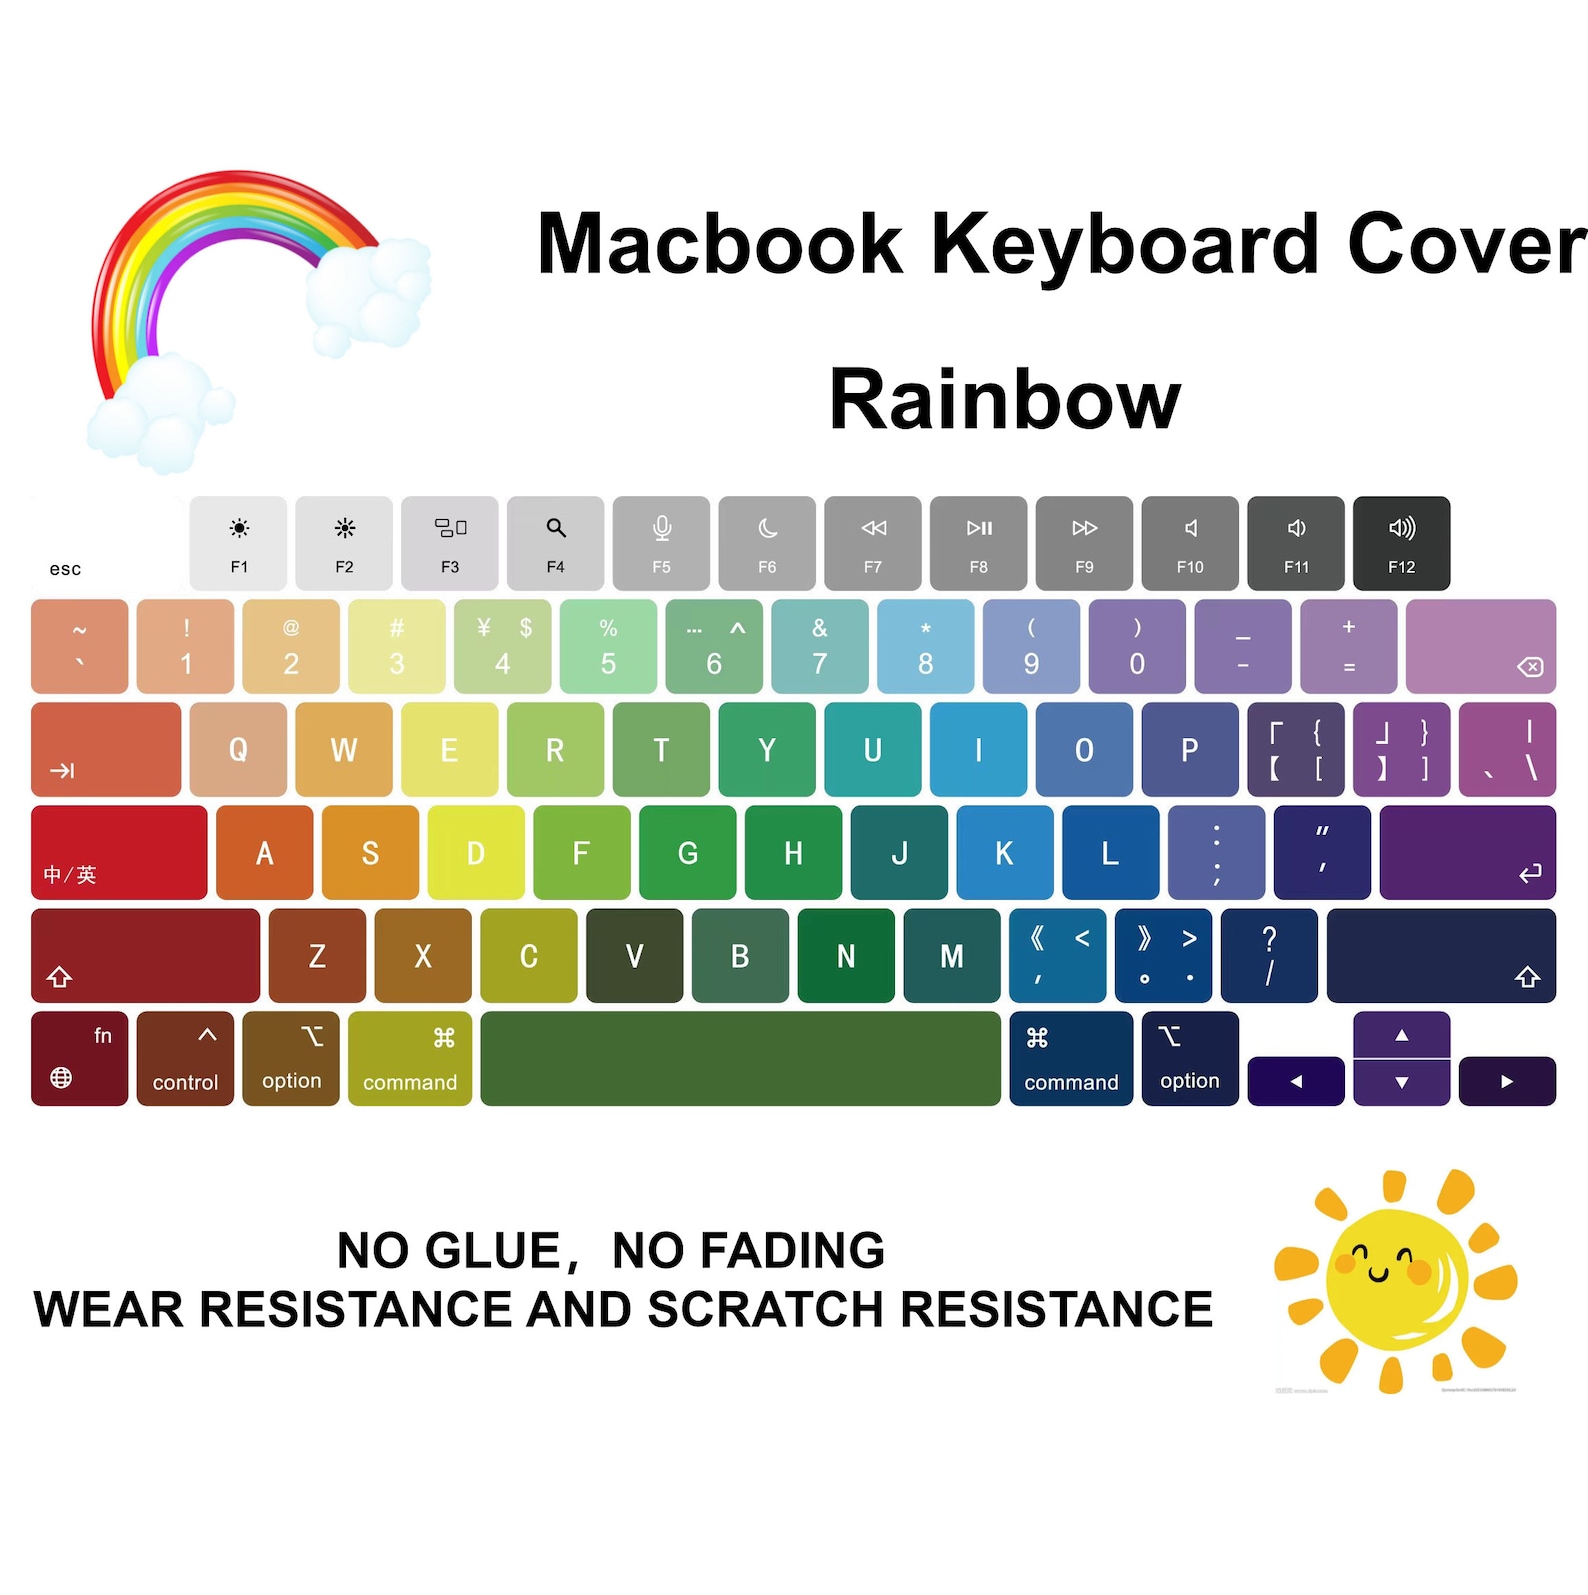 Macbook Keyboard Cover
Rainbow
esc F1 F2 F3 F4 F5 F6 F7 F8 F9 F10 F11 F12
~ ! @ # ¥ $ % … ^ & * ( ) _ +
` 1 2 3 4 5 6 7 8 9 0 - =
Q W E R T Y U I O P 「 { 」 } |
【 [ 】 ] 、 \
中/英 A S D F G H J K L : ; " '
Z X C V B N M 《 < 》 > ?
, 。 . /
fn ^ ⌥ ⌘ ⌘ ⌥
control option command command option
NO GLUE, NO FADING
WEAR RESISTANCE AND SCRATCH RESISTANCE